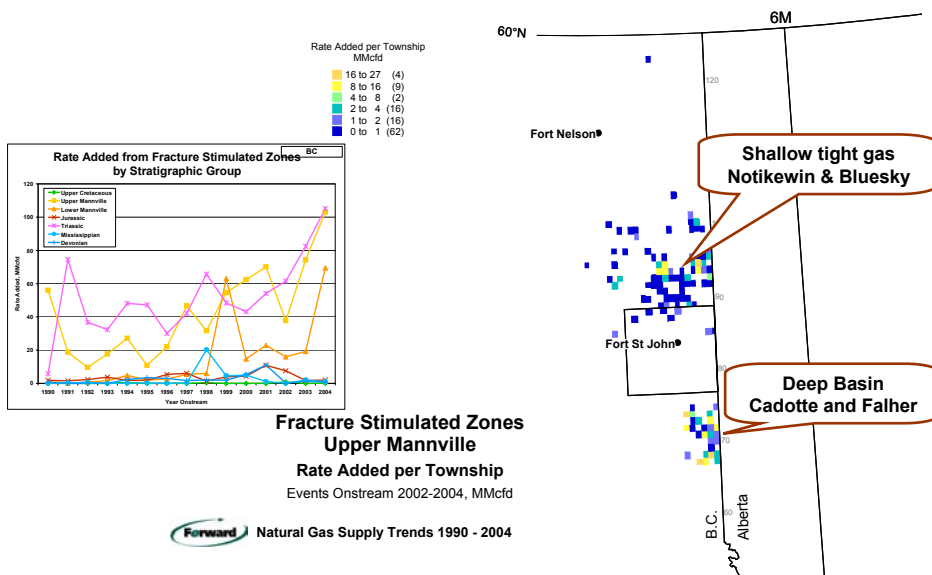 6M
60°N
Rate Added per Township
MMcfd
16 to 27 (4)
8 to 16 (9)
4 to 8 (2)
2 to 4 (16)
1 to 2 (16)
0 to 1 (62)
120
Fort Nelson
Shallow tight gas
Notikewin & Bluesky
BC
Rate Added from Fracture Stimulated Zones
by Stratigraphic Group
Upper Cretaceous
Upper Mannville
Lower Mannville
Jurassic
Triassic
Mississippian
Devonian
120
100
80
60
40
20
0
Rate Added, MMcfd
1990 1991 1992 1993 1994 1995 1996 1997 1998 1999 2000 2001 2002 2003 2004
Year Onstream
90
Fort St John
80
Deep Basin
Cadotte and Falher
70
60
B.C.
Alberta
Fracture Stimulated Zones
Upper Mannville
Rate Added per Township
Events Onstream 2002-2004, MMcfd
Forward
Natural Gas Supply Trends 1990 - 2004